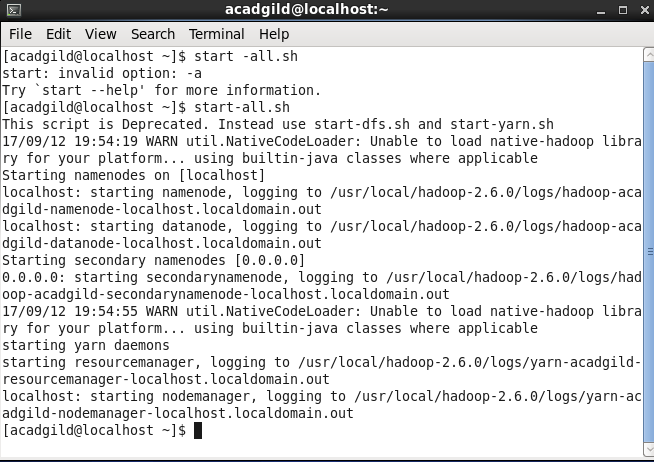 acadgild@localhost:~
File Edit View Search Terminal Help
[acadgild@localhost ~]$ start -all.sh
start: invalid option: -a
Try `start --help' for more information.
[acadgild@localhost ~]$ start-all.sh
This script is Deprecated. Instead use start-dfs.sh and start-yarn.sh
17/09/12 19:54:19 WARN util.NativeCodeLoader: Unable to load native-hadoop libra
ry for your platform... using builtin-java classes where applicable
Starting namenodes on [localhost]
localhost: starting namenode, logging to /usr/local/hadoop-2.6.0/logs/hadoop-aca
dgild-namenode-localhost.localdomain.out
localhost: starting datanode, logging to /usr/local/hadoop-2.6.0/logs/hadoop-aca
dgild-datanode-localhost.localdomain.out
Starting secondary namenodes [0.0.0.0]
0.0.0.0: starting secondarynamenode, logging to /usr/local/hadoop-2.6.0/logs/had
oop-acadgild-secondarynamenode-localhost.localdomain.out
17/09/12 19:54:55 WARN util.NativeCodeLoader: Unable to load native-hadoop libra
ry for your platform... using builtin-java classes where applicable
starting yarn daemons
starting resourcemanager, logging to /usr/local/hadoop-2.6.0/logs/yarn-acadgild-
resourcemanager-localhost.localdomain.out
localhost: starting nodemanager, logging to /usr/local/hadoop-2.6.0/logs/yarn-ac
adgild-nodemanager-localhost.localdomain.out
[acadgild@localhost ~]$